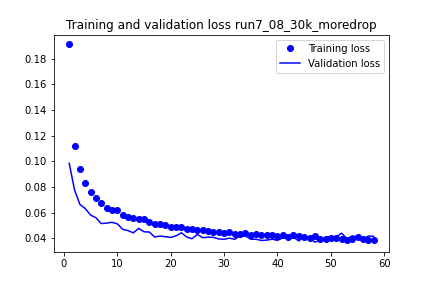 Training and validation loss run7_08_30k_moredrop
Training loss
Validation loss
0.18
0.16
0.14
0.12
0.10
0.08
0.06
0.04
0 10 20 30 40 50 60